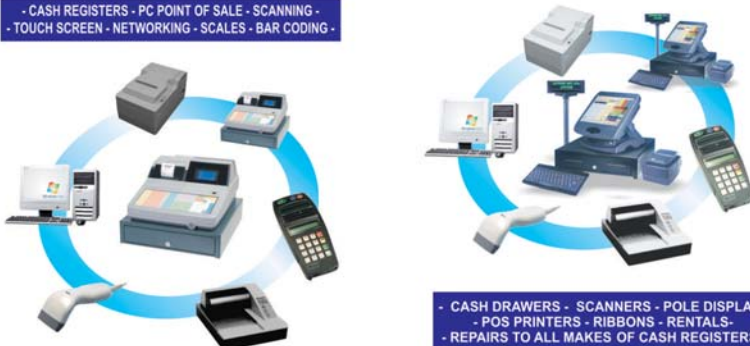 - CASH REGISTERS - PC POINT OF SALE - SCANNING -
- TOUCH SCREEN - NETWORKING - SCALES - BAR CODING -
- CASH DRAWERS - SCANNERS - POLE DISPLA
- POS PRINTERS - RIBBONS - RENTALS-
- REPAIRS TO ALL MAKES OF CASH REGISTER